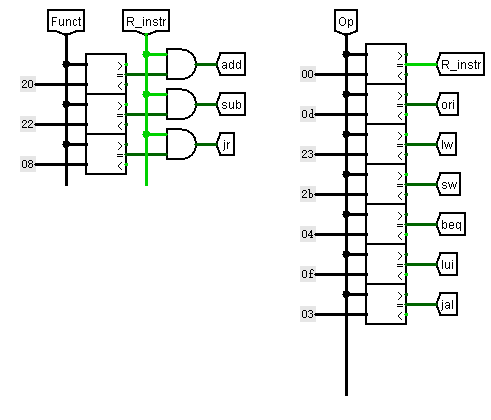 Funct R_instr Op
20 add
22 sub
08 jr
00 R_instr
0d ori
23 lw
2b sw
04 beq
0f lui
03 jal